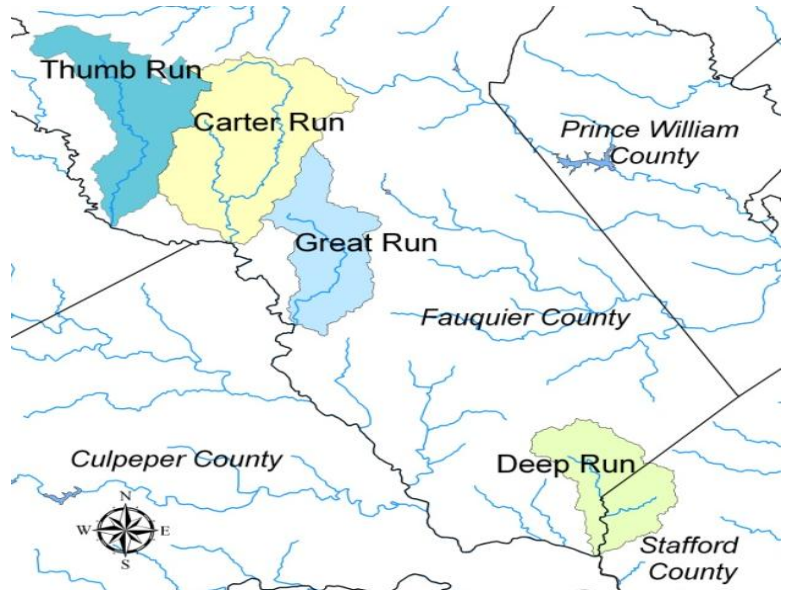 Thumb Run
Carter Run
Prince William
County
Great Run
Fauquier County
Culpeper County
Deep Run
N
W
E
S
Stafford
County